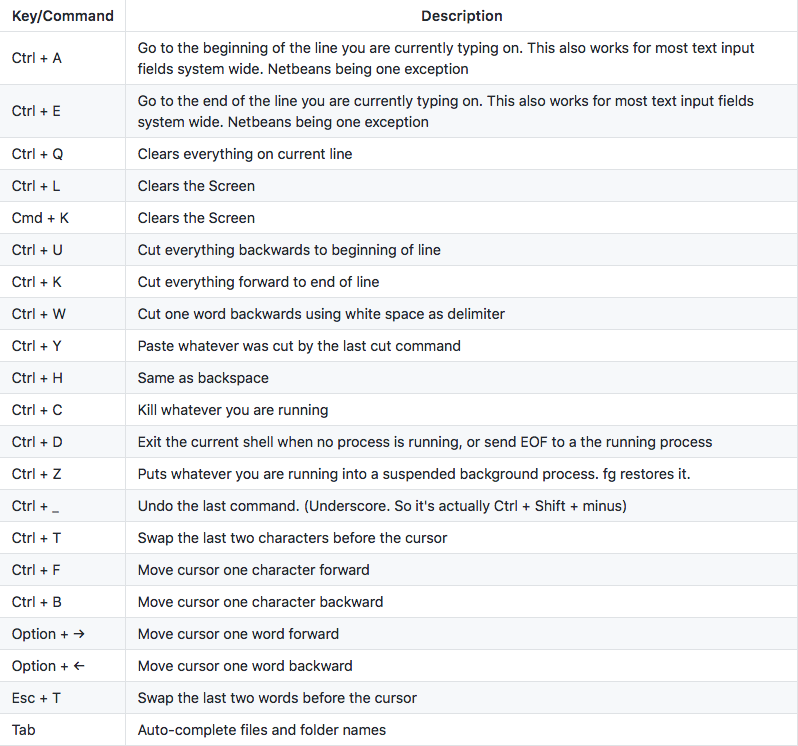 Key/Command Description
Ctrl + A Go to the beginning of the line you are currently typing on. This also works for most text input
fields system wide. Netbeans being one exception
Ctrl + E Go to the end of the line you are currently typing on. This also works for most text input fields
system wide. Netbeans being one exception
Ctrl + Q Clears everything on current line
Ctrl + L Clears the Screen
Cmd + K Clears the Screen
Ctrl + U Cut everything backwards to beginning of line
Ctrl + K Cut everything forward to end of line
Ctrl + W Cut one word backwards using white space as delimiter
Ctrl + Y Paste whatever was cut by the last cut command
Ctrl + H Same as backspace
Ctrl + C Kill whatever you are running
Ctrl + D Exit the current shell when no process is running, or send EOF to a the running process
Ctrl + Z Puts whatever you are running into a suspended background process. fg restores it.
Ctrl + _ Undo the last command. (Underscore. So it's actually Ctrl + Shift + minus)
Ctrl + T Swap the last two characters before the cursor
Ctrl + F Move cursor one character forward
Ctrl + B Move cursor one character backward
Option + → Move cursor one word forward
Option + ← Move cursor one word backward
Esc + T Swap the last two words before the cursor
Tab Auto-complete files and folder names